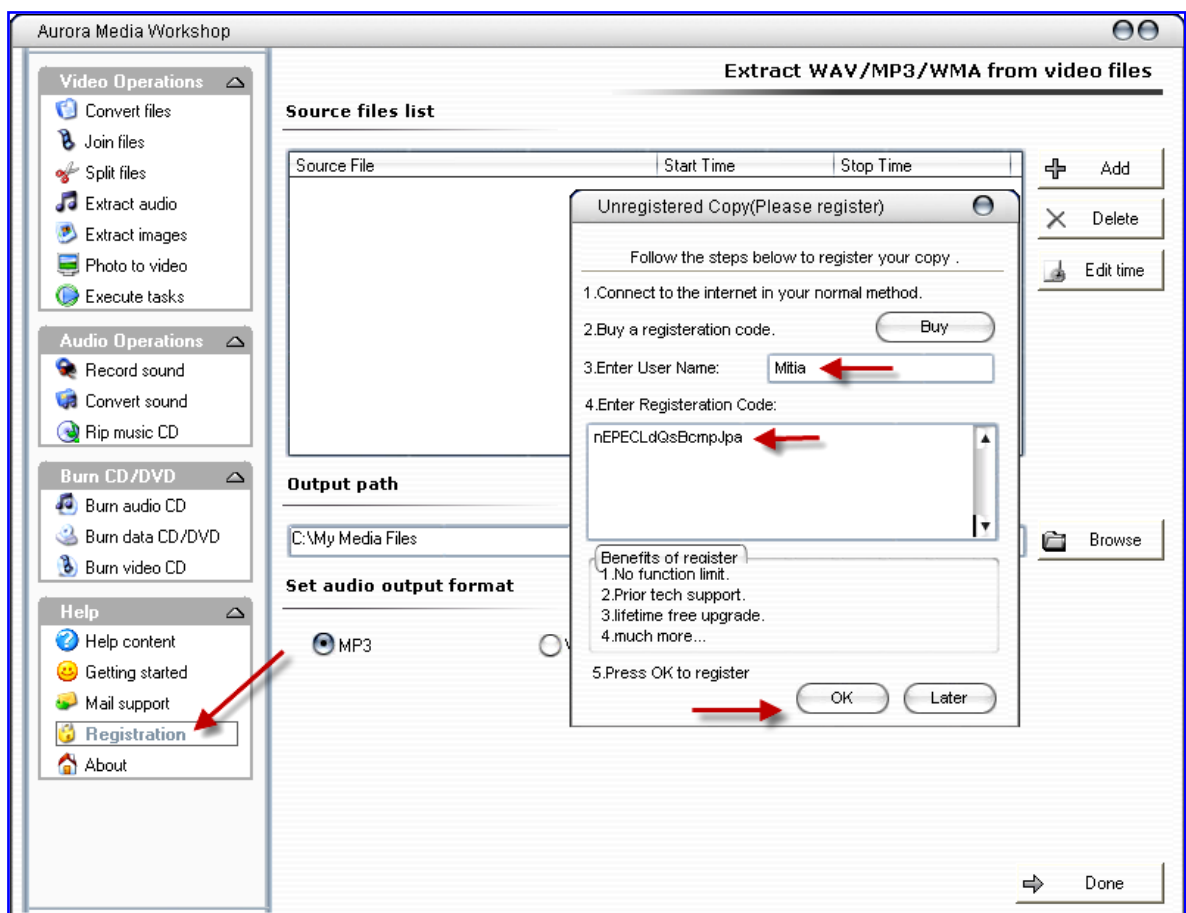 Aurora Media Workshop
Video Operations
Convert files
Join files
Split files
Extract audio
Extract images
Photo to video
Execute tasks
Audio Operations
Record sound
Convert sound
Rip music CD
Burn CD/DVD
Burn audio CD
Burn data CD/DVD
Burn video CD
Help
Help content
Getting started
Mail support
Registration
About
Extract WAV/MP3/WMA from video files
Source files list
Source File Start Time Stop Time
Add
Delete
Edit time
Output path
C:\My Media Files
Browse
Set audio output format
MP3
Unregistered Copy(Please register)
Follow the steps below to register your copy .
1.Connect to the internet in your normal method.
2.Buy a registeration code. Buy
3.Enter User Name: Mitia
4.Enter Registeration Code:
nEPECLdQsBcmpJpa
Benefits of register
1.No function limit.
2.Prior tech support.
3.lifetime free upgrade.
4.much more...
5.Press OK to register
OK Later
Done